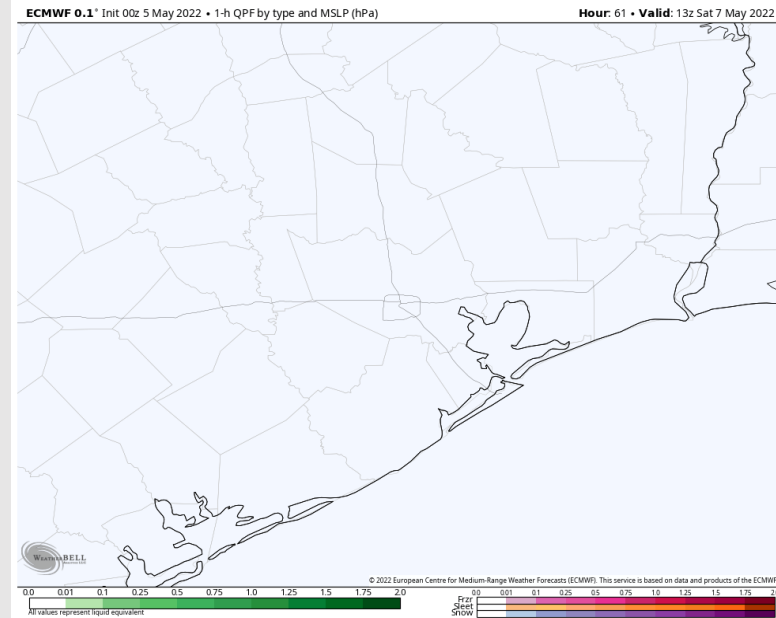 ECMWF 0.1° Init 00z 5 May 2022 • 1-h QPF by type and MSLP (hPa)
Hour: 61 • Valid: 13z Sat 7 May 2022
WEATHERBELL
© 2022 European Centre for Medium-Range Weather Forecasts (ECMWF). This service is based on data and products of the ECMWF
0.0 0.01 0.1 0.25 0.5 0.75 1.0 1.25 1.5 1.75 2.0
All values represent liquid equivalent
0.0 0.01 0.1 0.25 0.5 0.75 1.0 1.25 1.5 1.75 2.0
Frzr
Sleet
Snow